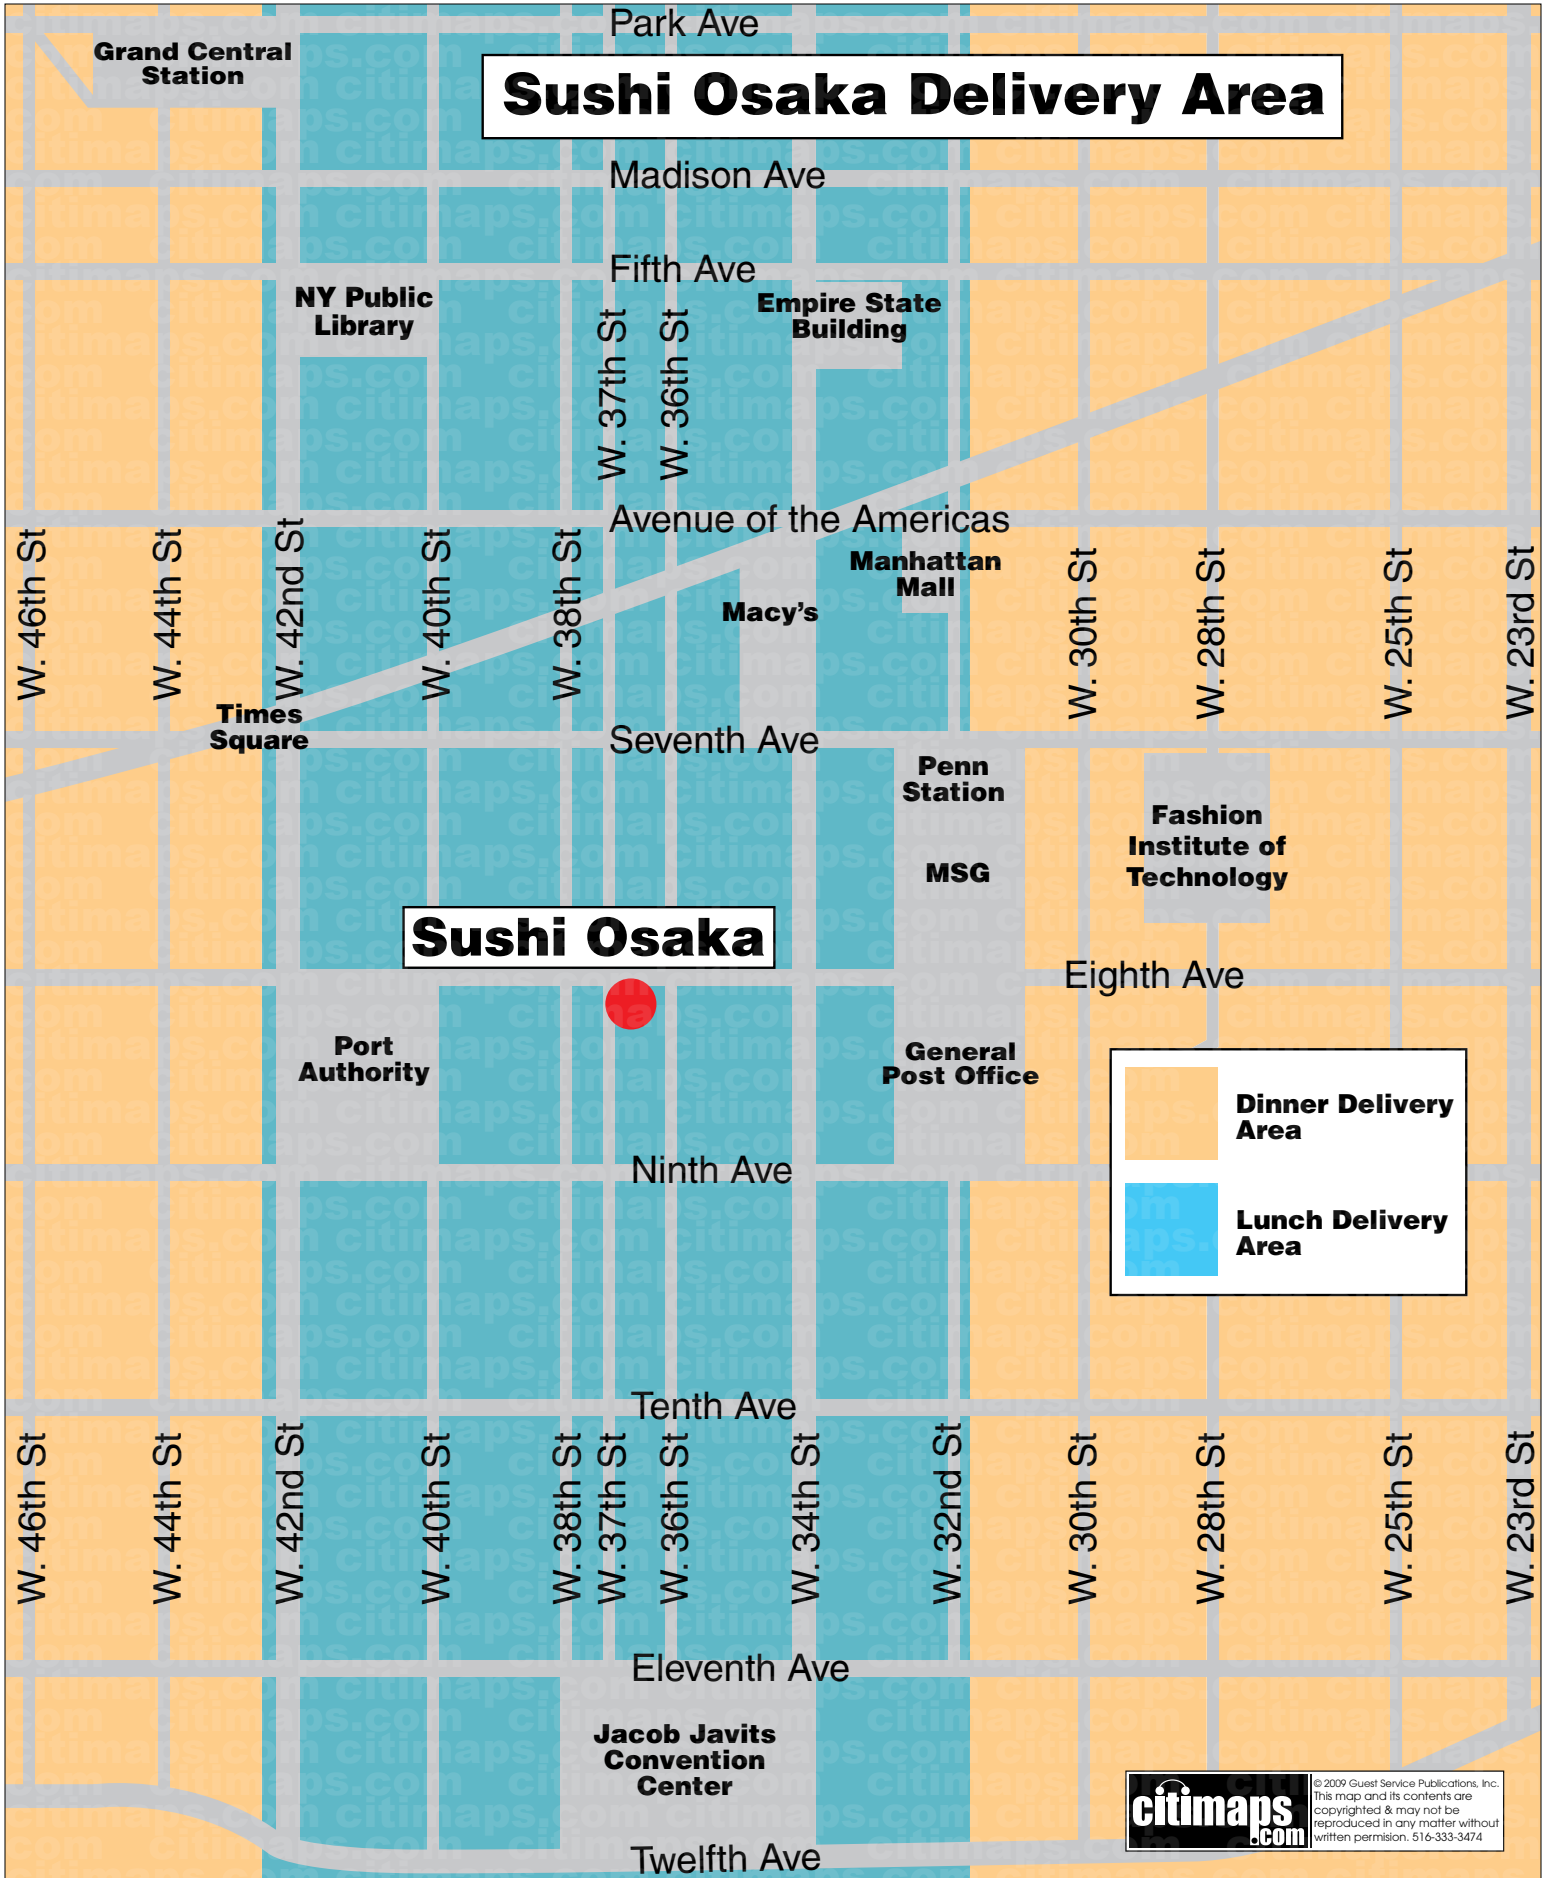 Park Ave
Grand Central
Station
Sushi Osaka Delivery Area
Madison Ave
Fifth Ave
NY Public
Library
Empire State
Building
W. 37th St
W. 36th St
Avenue of the Americas
W. 46th St
W. 44th St
W. 42nd St
W. 40th St
W. 38th St
Manhattan
Mall
Macy's
W. 30th St
W. 28th St
W. 25th St
W. 23rd St
Times
Square
Seventh Ave
Penn
Station
MSG
Fashion
Institute of
Technology
Sushi Osaka
Eighth Ave
Port
Authority
General
Post Office
Dinner Delivery
Area
Lunch Delivery
Area
Ninth Ave
Tenth Ave
W. 46th St
W. 44th St
W. 42nd St
W. 40th St
W. 38th St
W. 37th St
W. 36th St
W. 34th St
W. 32nd St
W. 30th St
W. 28th St
W. 25th St
W. 23rd St
Eleventh Ave
Jacob Javits
Convention
Center
Twelfth Ave
citimaps
.com
© 2009 Guest Service Publications, Inc.
This map and its contents are
copyrighted & may not be
reproduced in any matter without
written permision. 516-333-3474